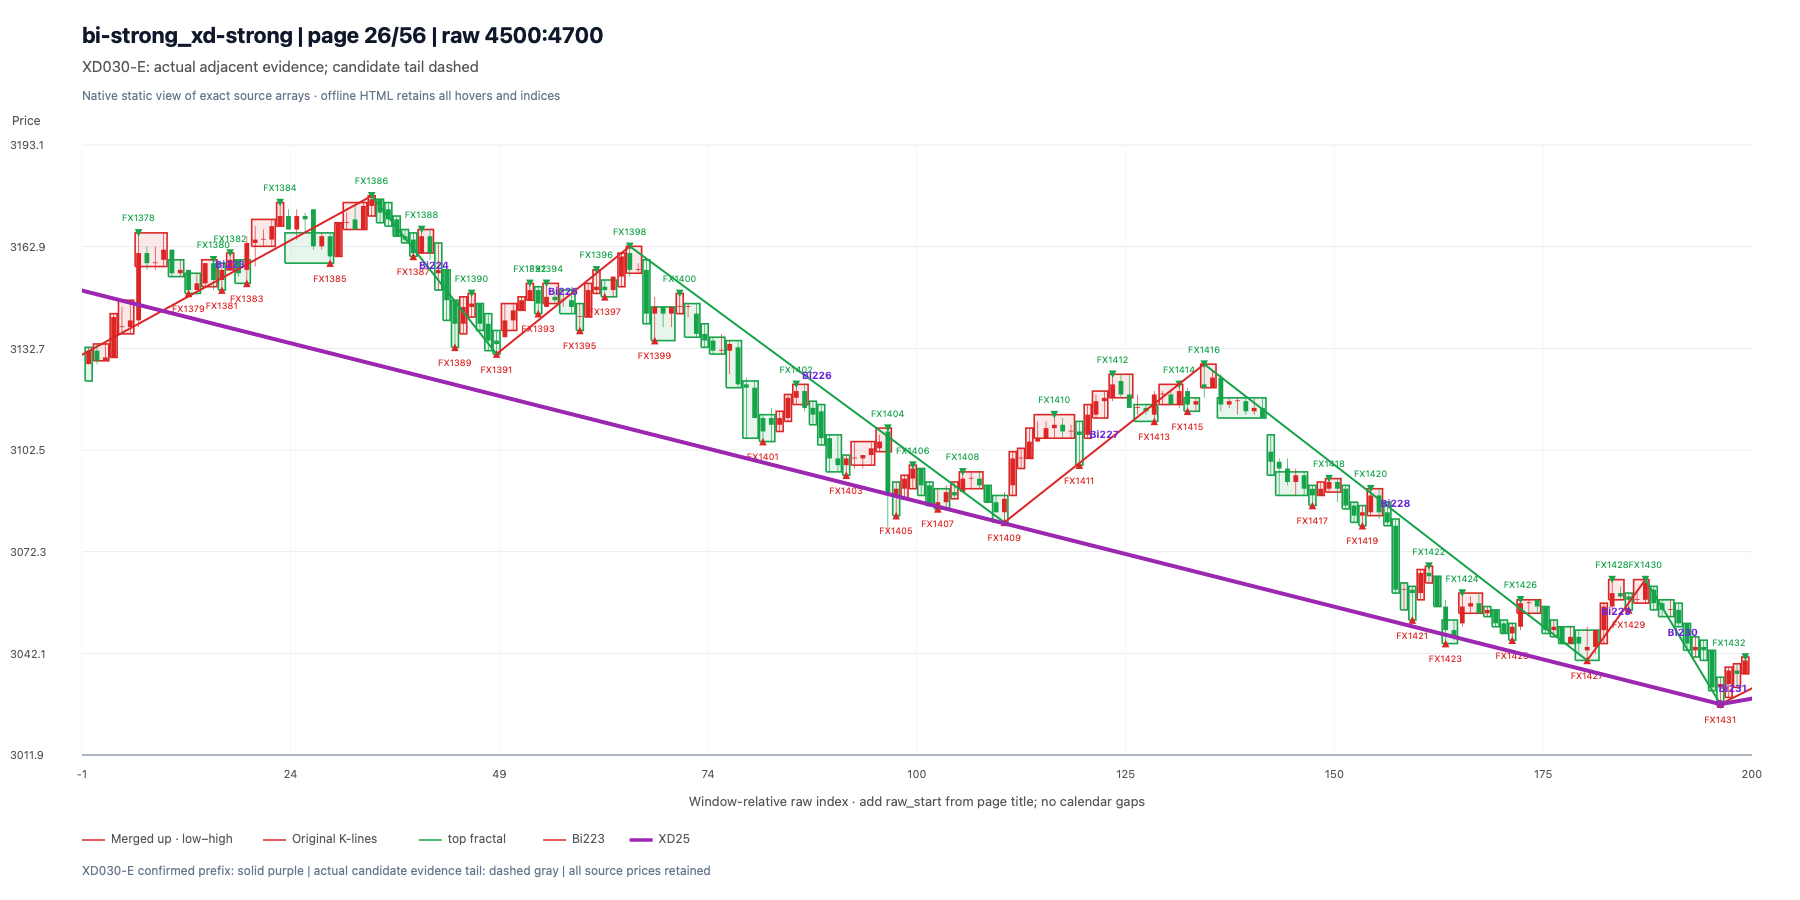 bi-strong_xd-strong | page 26/56 | raw 4500:4700
XD030-E: actual adjacent evidence; candidate tail dashed
Native static view of exact source arrays · offline HTML retains all hovers and indices
Price
3193.1
3162.9
3132.7
3102.5
3072.3
3042.1
3011.9
FX1378
FX1379
FX1380
FX1381
FX1382
FX1383
FX1384
FX1385
FX1386
FX1387
FX1388
FX1389
FX1390
FX1391
FX1393
FX1394
FX1395
FX1396
FX1397
FX1398
FX1399
FX1400
FX1401
FX1402
FX1403
FX1404
FX1405
FX1406
FX1407
FX1408
FX1409
FX1410
FX1411
FX1412
FX1413
FX1414
FX1415
FX1416
FX1417
FX1418
FX1419
FX1420
FX1421
FX1422
FX1423
FX1424
FX1425
FX1426
FX1427
FX1428
FX1429
FX1430
FX1431
FX1432
Bi224
Bi225
Bi226
Bi227
Bi228
Bi229
Bi230
Bi231
-1 24 49 74 100 125 150 175 200
Window-relative raw index · add raw_start from page title; no calendar gaps
Merged up · low–high Original K-lines top fractal Bi223 XD25
XD030-E confirmed prefix: solid purple | actual candidate evidence tail: dashed gray | all source prices retained